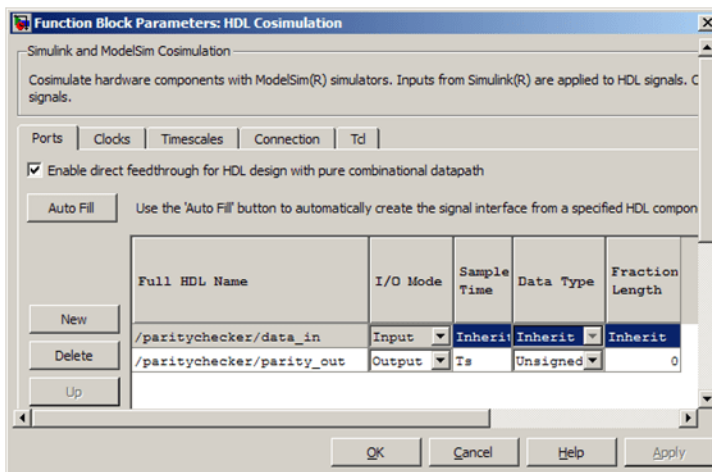 Function Block Parameters: HDL Cosimulation
Simulink and ModelSim Cosimulation
Cosimulate hardware components with ModelSim(R) simulators. Inputs from Simulink(R) are applied to HDL signals.
signals.
Ports Clocks Timescales Connection Tcl
Enable direct feedthrough for HDL design with pure combinational datapath
Auto Fill Use the 'Auto Fill' button to automatically create the signal interface from a specified HDL compon
Full HDL Name I/O Mode Sample Time Data Type Fraction Length
New
/paritychecker/data_in Input Inherit Inherit Inherit
Delete
/paritychecker/parity_out Output Ts Unsigned 0
Up
OK Cancel Help Apply